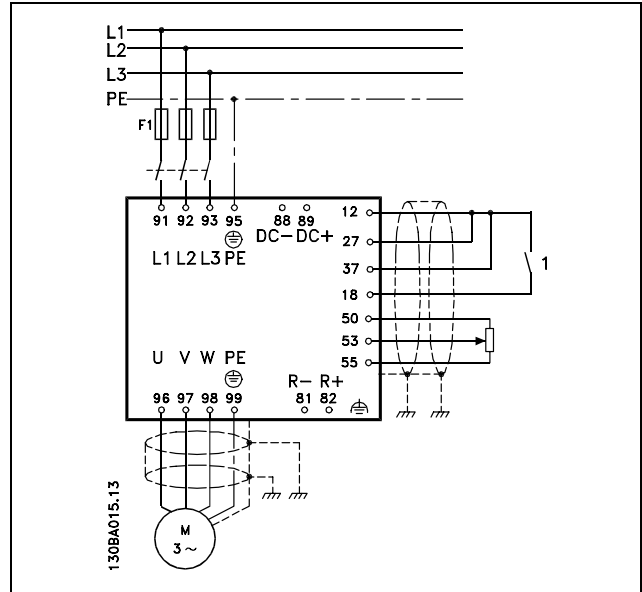 L1
L2
L3
PE
F1
91 92 93 95 88 89
DC- DC+
L1 L2 L3 PE
12
27
37
18
1
50
53
55
U V W PE
R- R+
96 97 98 99 81 82
M
3 ~
130BA015.13